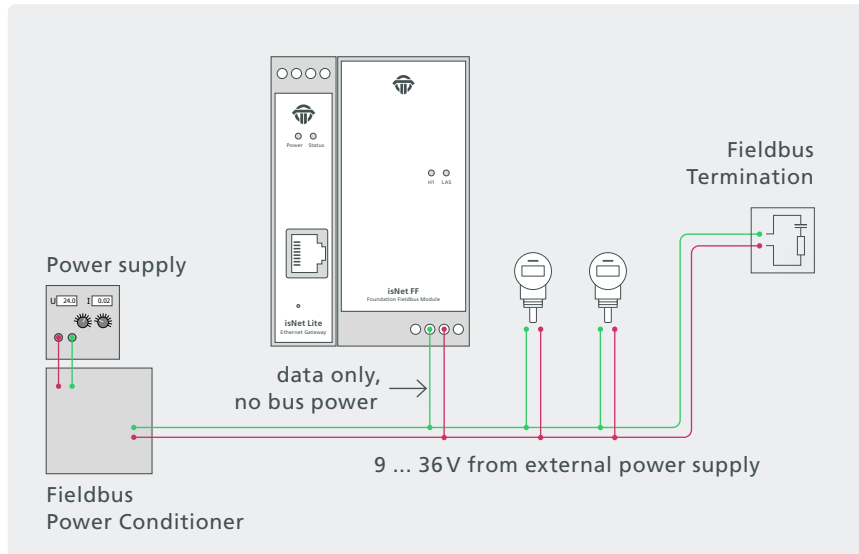 Power Status
H1 LAS
Fieldbus
Termination
Power supply
U 24.0 I 0.02
isNet FF
Foundation Fieldbus Module
isNet Lite
Ethernet Gateway
data only,
no bus power
9 ... 36 V from external power supply
Fieldbus
Power Conditioner